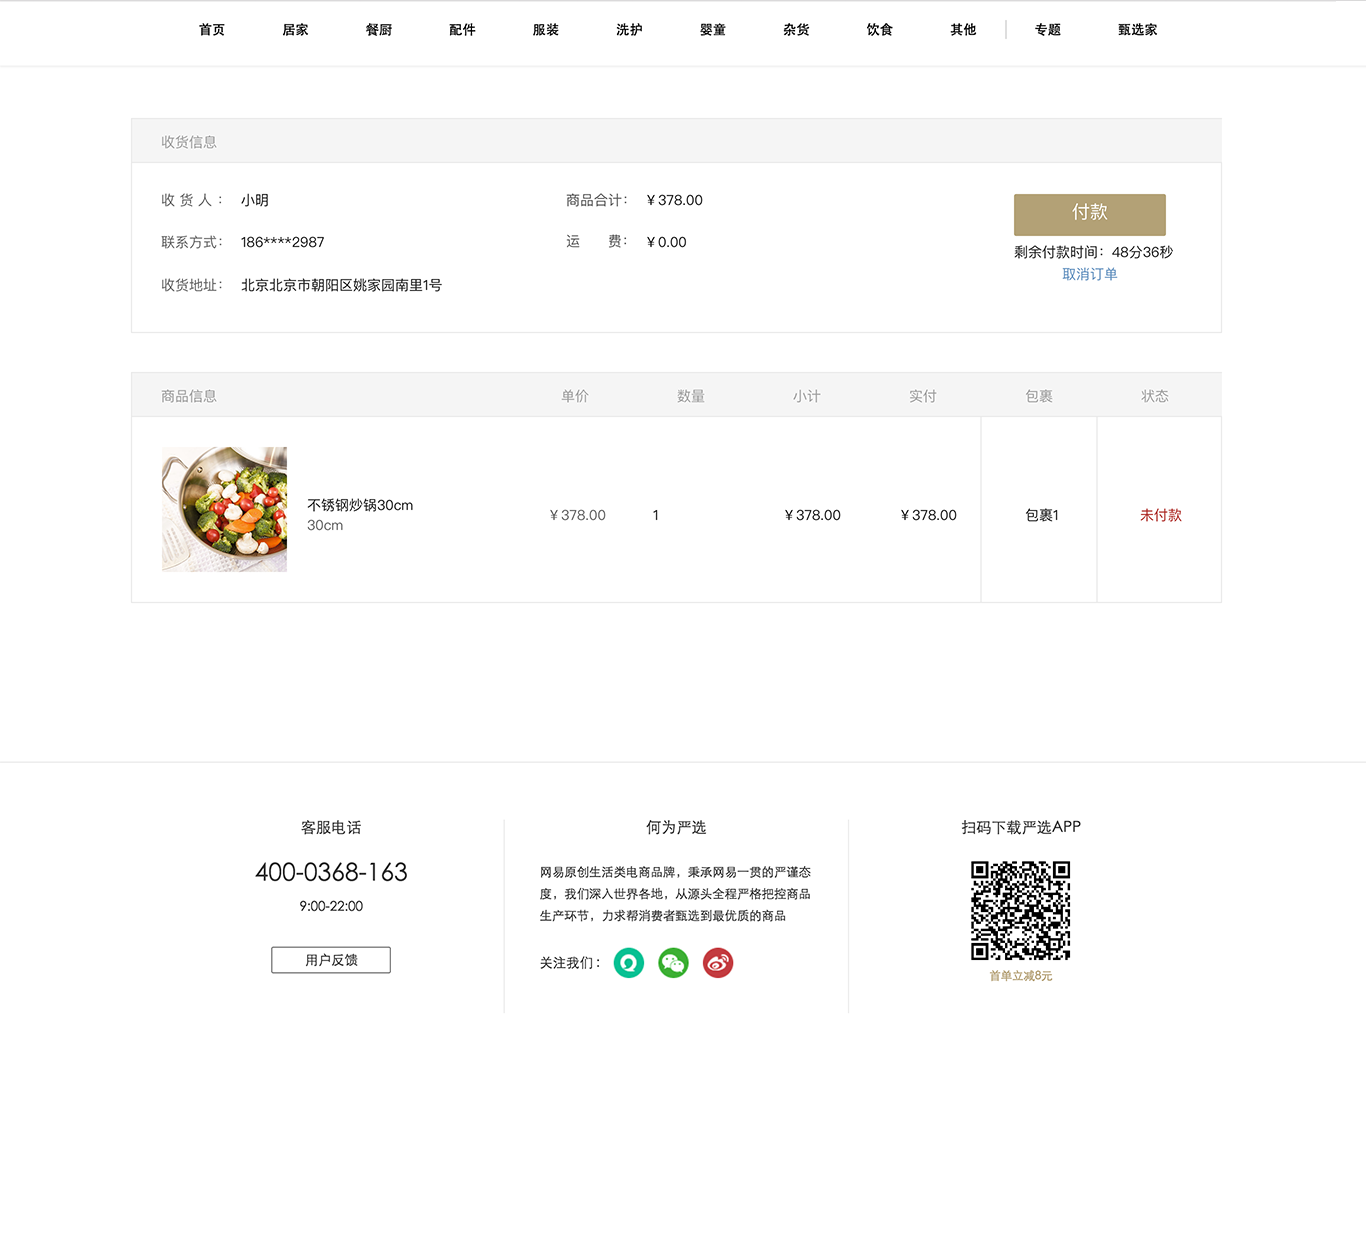 首页 居家 餐厨 配件 服装 洗护 婴童 杂货 饮食 其他 专题 甄选家
收货信息
收 货 人 ： 小明 商品合计： ￥378.00 付款
联系方式： 186****2987 运 费： ￥0.00 剩余付款时间：48分36秒
取消订单
收货地址： 北京北京市朝阳区姚家园南里1号
商品信息 单价 数量 小计 实付 包裹 状态
不锈钢炒锅30cm
30cm
￥378.00 1 ￥378.00 ￥378.00 包裹1 未付款
客服电话
400-0368-163
9:00-22:00
用户反馈
何为严选
网易原创生活类电商品牌，秉承网易一贯的严谨态
度，我们深入世界各地，从源头全程严格把控商品
生产环节，力求帮消费者甄选到最优质的商品
关注我们：
扫码下载严选APP
首单立减8元